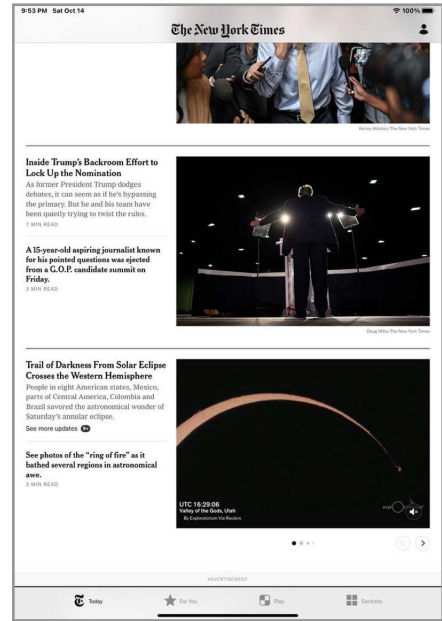 9:53 PM Sat Oct 14
100%
The New York Times
Kenny Holston/The New York Times
Inside Trump's Backroom Effort to
Lock Up the Nomination
As former President Trump dodges
debates, it can seem as if he's bypassing
the primary. But he and his team have
been quietly trying to twist the rules.
7 MIN READ
A 15-year-old aspiring journalist known
for his pointed questions was ejected
from a G.O.P. candidate summit on
Friday.
3 MIN READ
Doug Mills/The New York Times
Trail of Darkness From Solar Eclipse
Crosses the Western Hemisphere
People in eight American states, Mexico,
parts of Central America, Colombia and
Brazil savored the astronomical wonder of
Saturday's annular eclipse.
See more updates 9+
See photos of the "ring of fire" as it
bathed several regions in astronomical
awe.
3 MIN READ
UTC 16:29:06
Valley of the Gods, Utah
By Exploratorium Via Reuters
ADVERTISEMENT
T Today
For You
Play
Sections